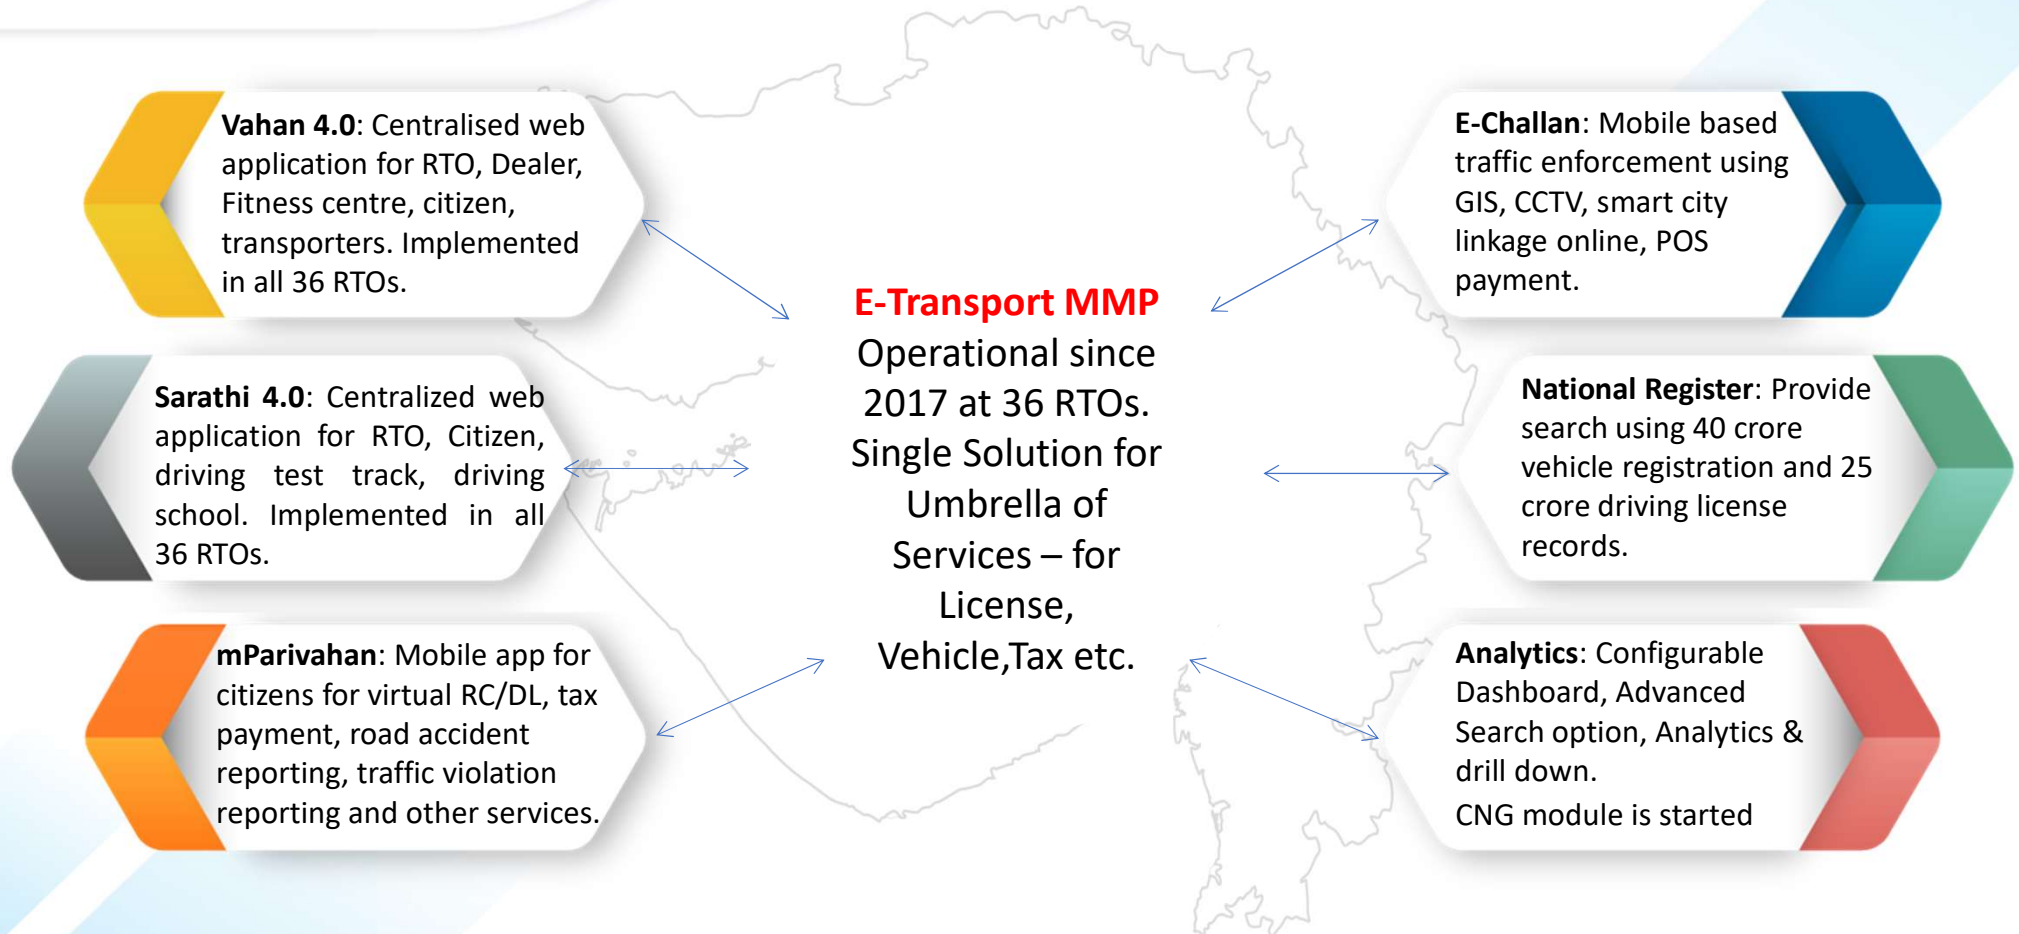 Vahan 4.0: Centralised web
application for RTO, Dealer,
Fitness centre, citizen,
transporters. Implemented
in all 36 RTOs.
Sarathi 4.0: Centralized web
application for RTO, Citizen,
driving test track, driving
school. Implemented in all
36 RTOs.
mParivahan: Mobile app for
citizens for virtual RC/DL, tax
payment, road accident
reporting, traffic violation
reporting and other services.
E-Transport MMP
Operational since
2017 at 36 RTOs.
Single Solution for
Umbrella of
Services – for
License,
Vehicle,Tax etc.
E-Challan: Mobile based
traffic enforcement using
GIS, CCTV, smart city
linkage online, POS
payment.
National Register: Provide
search using 40 crore
vehicle registration and 25
crore driving license
records.
Analytics: Configurable
Dashboard, Advanced
Search option, Analytics &
drill down.
CNG module is started